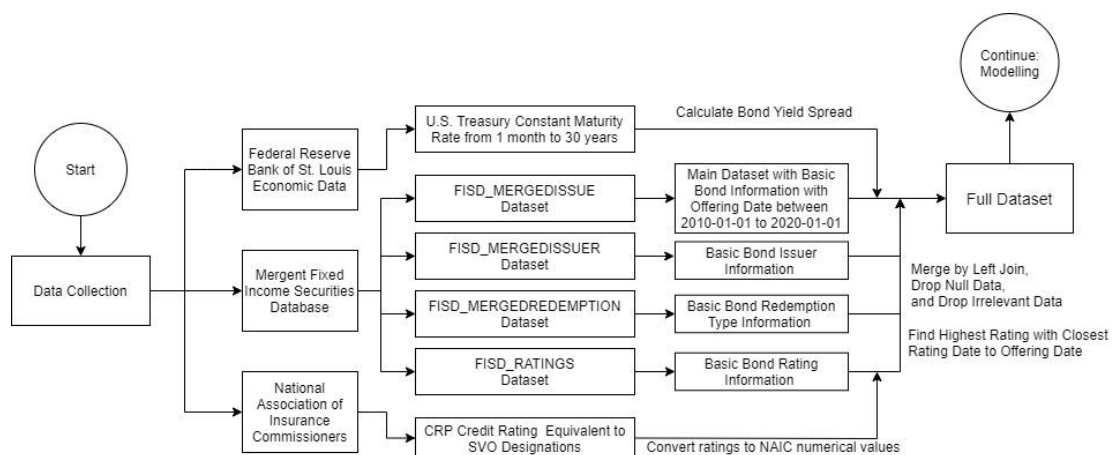 Start
Data Collection
Federal Reserve
Bank of St. Louis
Economic Data
Mergent Fixed
Income Securities
Database
National
Association of
Insurance
Commissioners
U.S. Treasury Constant Maturity
Rate from 1 month to 30 years
FISD_MERGEDISSUE
Dataset
FISD_MERGEDISSUER
Dataset
FISD_MERGEDREDEMPTION
Dataset
FISD_RATINGS
Dataset
CRP Credit Rating Equivalent to
SVO Designations
Calculate Bond Yield Spread
Main Dataset with Basic
Bond Information with
Offering Date between
2010-01-01 to 2020-01-01
Basic Bond Issuer
Information
Basic Bond Redemption
Type Information
Basic Bond Rating
Information
Convert ratings to NAIC numerical values
Merge by Left Join,
Drop Null Data,
and Drop Irrelevant Data
Find Highest Rating with Closest
Rating Date to Offering Date
Full Dataset
Continue:
Modelling